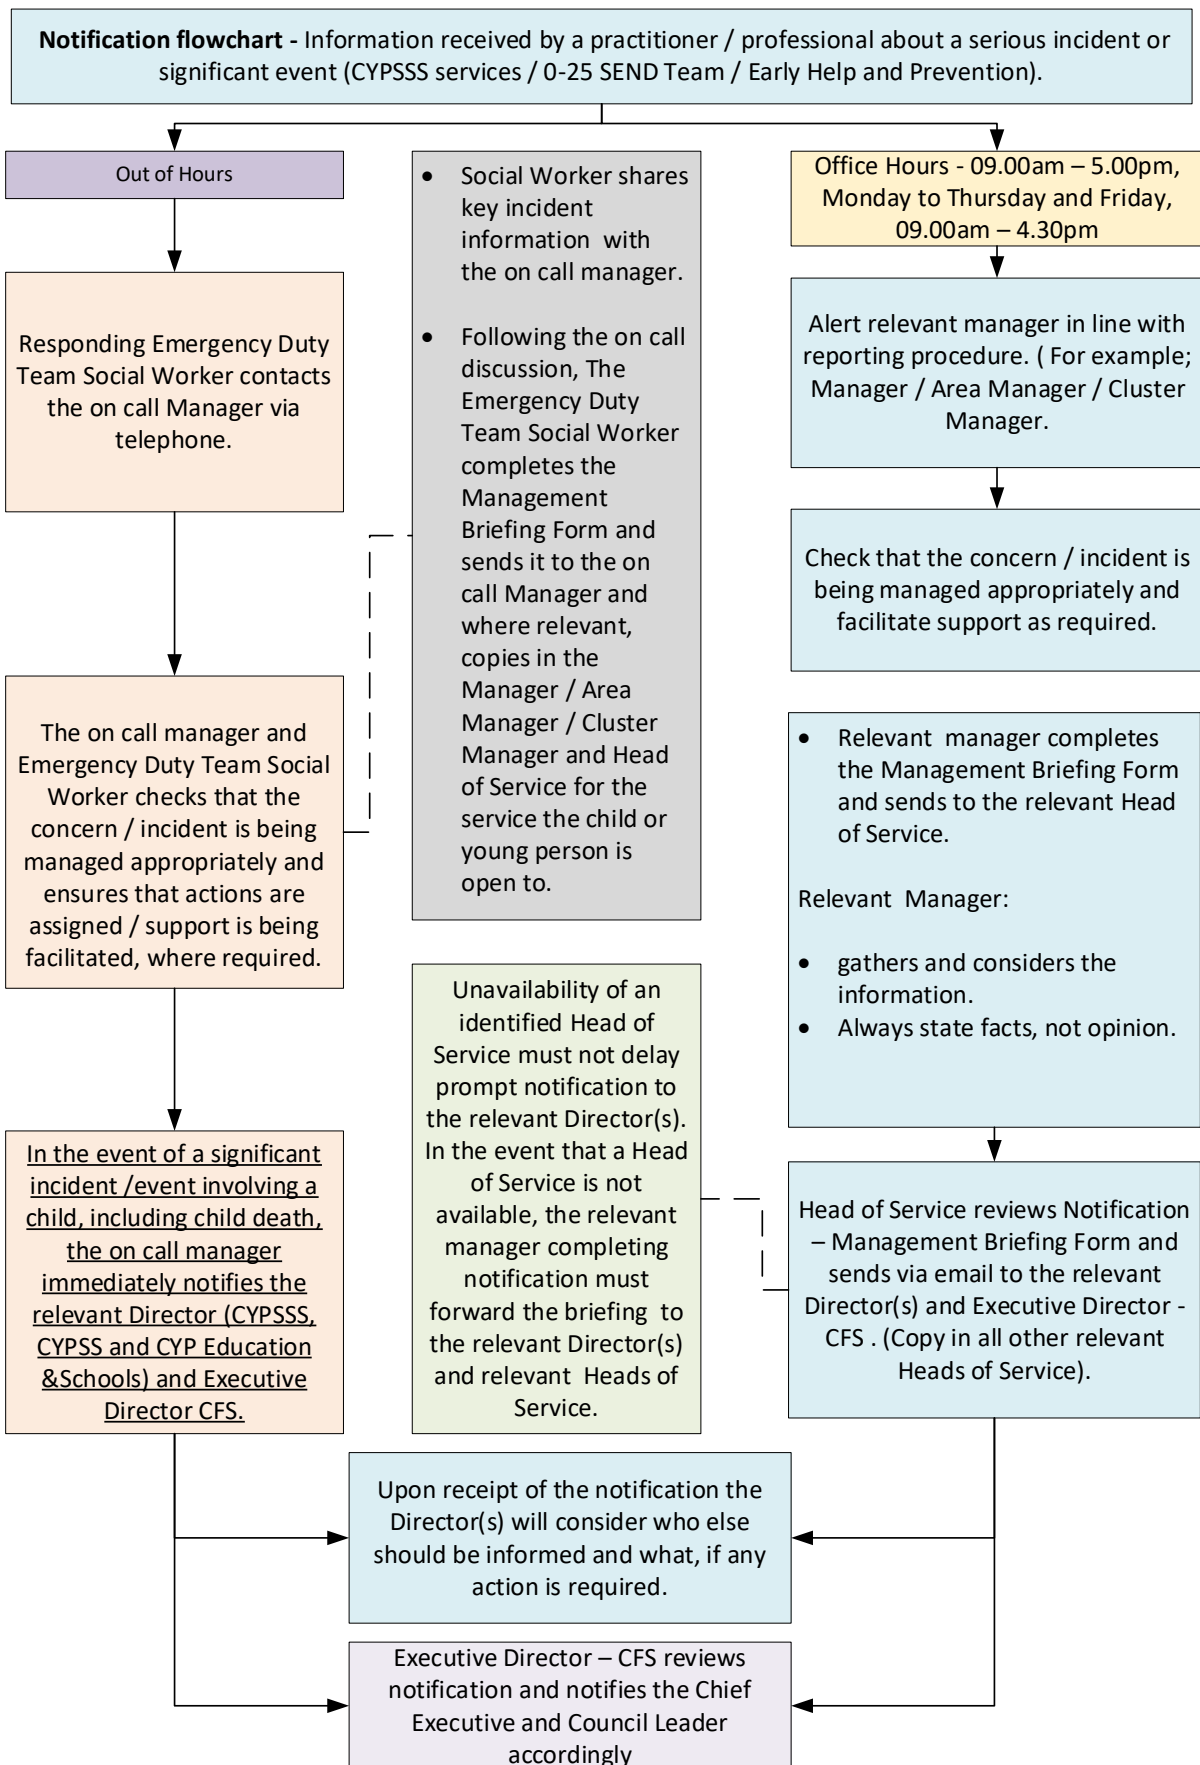 Notification flowchart - Information received by a practitioner / professional about a serious incident or
significant event (CYPSSS services / 0-25 SEND Team / Early Help and Prevention).
Out of Hours
Responding Emergency Duty
Team Social Worker contacts
the on call Manager via
telephone.
The on call manager and
Emergency Duty Team Social
Worker checks that the
concern / incident is being
managed appropriately and
ensures that actions are
assigned / support is being
facilitated, where required.
In the event of a significant
incident /event involving a
child, including child death,
the on call manager
immediately notifies the
relevant Director (CYPSSS,
CYPSS and CYP Education
&Schools) and Executive
Director CFS.
• Social Worker shares
key incident
information with
the on call manager.
• Following the on call
discussion, The
Emergency Duty
Team Social Worker
completes the
Management
Briefing Form and
sends it to the on
call Manager and
where relevant,
copies in the
Manager / Area
Manager / Cluster
Manager and Head
of Service for the
service the child or
young person is
open to.
Unavailability of an
identified Head of
Service must not delay
prompt notification to
the relevant Director(s).
In the event that a Head
of Service is not
available, the relevant
manager completing
notification must
forward the briefing to
the relevant Director(s)
and relevant Heads of
Service.
Office Hours - 09.00am – 5.00pm,
Monday to Thursday and Friday,
09.00am – 4.30pm
Alert relevant manager in line with
reporting procedure. ( For example;
Manager / Area Manager / Cluster
Manager.
Check that the concern / incident is
being managed appropriately and
facilitate support as required.
• Relevant manager completes
the Management Briefing Form
and sends to the relevant Head
of Service.
Relevant Manager:
• gathers and considers the
information.
• Always state facts, not opinion.
Head of Service reviews Notification
– Management Briefing Form and
sends via email to the relevant
Director(s) and Executive Director -
CFS . (Copy in all other relevant
Heads of Service).
Upon receipt of the notification the
Director(s) will consider who else
should be informed and what, if any
action is required.
Executive Director – CFS reviews
notification and notifies the Chief
Executive and Council Leader
accordingly